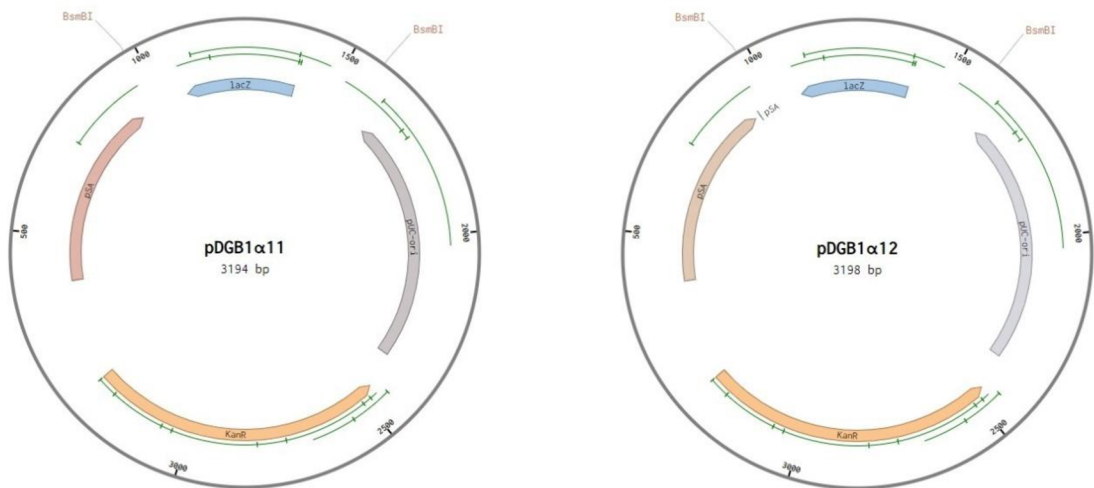 BsmBI
1000
1500
BsmBI
lacZ
pSA
500
2000
pUC-ori
pDGB1α11
3194 bp
KanR
2500
3000
BsmBI
1000
1500
BsmBI
lacZ
pSA
pSA
500
2000
pUC-ori
pDGB1α12
3198 bp
KanR
2500
3000